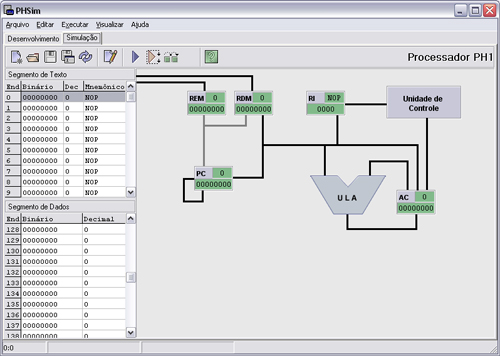 PHSim
Arquivo Editar Executar Visualizar Ajuda
Desenvolvimento Simulação
Processador PH1
Segmento de Texto
End Binário Dec Mnemônico
0 00000000 0 NOP
1 00000000 0 NOP
2 00000000 0 NOP
3 00000000 0 NOP
4 00000000 0 NOP
5 00000000 0 NOP
6 00000000 0 NOP
7 00000000 0 NOP
8 00000000 0 NOP
9 00000000 0 NOP
Segmento de Dados
End Binário Decimal
128 00000000 0
129 00000000 0
130 00000000 0
131 00000000 0
132 00000000 0
133 00000000 0
134 00000000 0
135 00000000 0
136 00000000 0
137 00000000 0
138 00000000 0
REM 0
00000000
RDM 0
00000000
RI NOP
0000
Unidade de
Controle
PC 0
00000000
ULA
AC 0
00000000
0:0